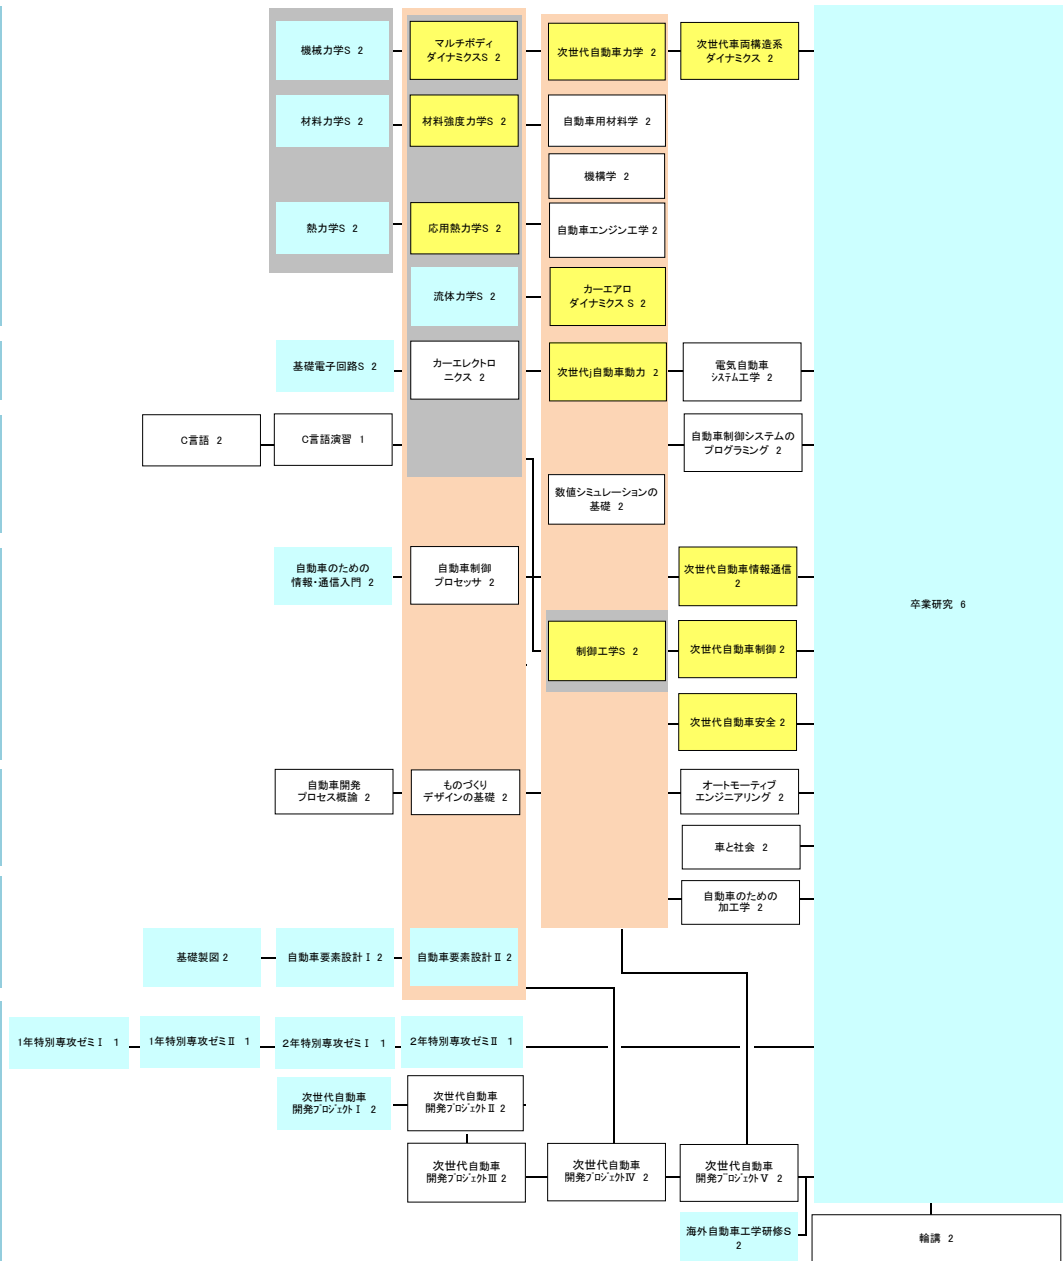 機械力学S 2
マルチボディ
ダイナミクスS 2
次世代自動車力学 2
次世代車両構造系
ダイナミクス 2
材料力学S 2
材料強度力学S 2
自動車用材料学 2
機構学 2
熱力学S 2
応用熱力学S 2
自動車エンジン工学 2
流体力学S 2
カーエアロ
ダイナミクス S 2
基礎電子回路S 2
カーエレクトロ
ニクス 2
次世代j自動車動力 2
電気自動車
システム工学 2
C言語 2
C言語演習 1
自動車制御システムの
プログラミング 2
数値シミュレーションの
基礎 2
自動車のための
情報・通信入門 2
自動車制御
プロセッサ 2
次世代自動車情報通信
2
卒業研究 6
制御工学S 2
次世代自動車制御 2
次世代自動車安全 2
自動車開発
プロセス概論 2
ものづくり
デザインの基礎 2
オートモーティブ
エンジニアリング 2
車と社会 2
自動車のための
加工学 2
基礎製図 2
自動車要素設計Ⅰ 2
自動車要素設計Ⅱ 2
1年特別専攻ゼミⅠ 1
1年特別専攻ゼミⅡ 1
2年特別専攻ゼミⅠ 1
2年特別専攻ゼミⅡ 1
次世代自動車
開発プロジェクトⅠ 2
次世代自動車
開発プロジェクトⅡ 2
次世代自動車
開発プロジェクトⅢ 2
次世代自動車
開発プロジェクトⅣ 2
次世代自動車
開発プロジェクトⅤ 2
海外自動車工学研修S
2
輪講 2